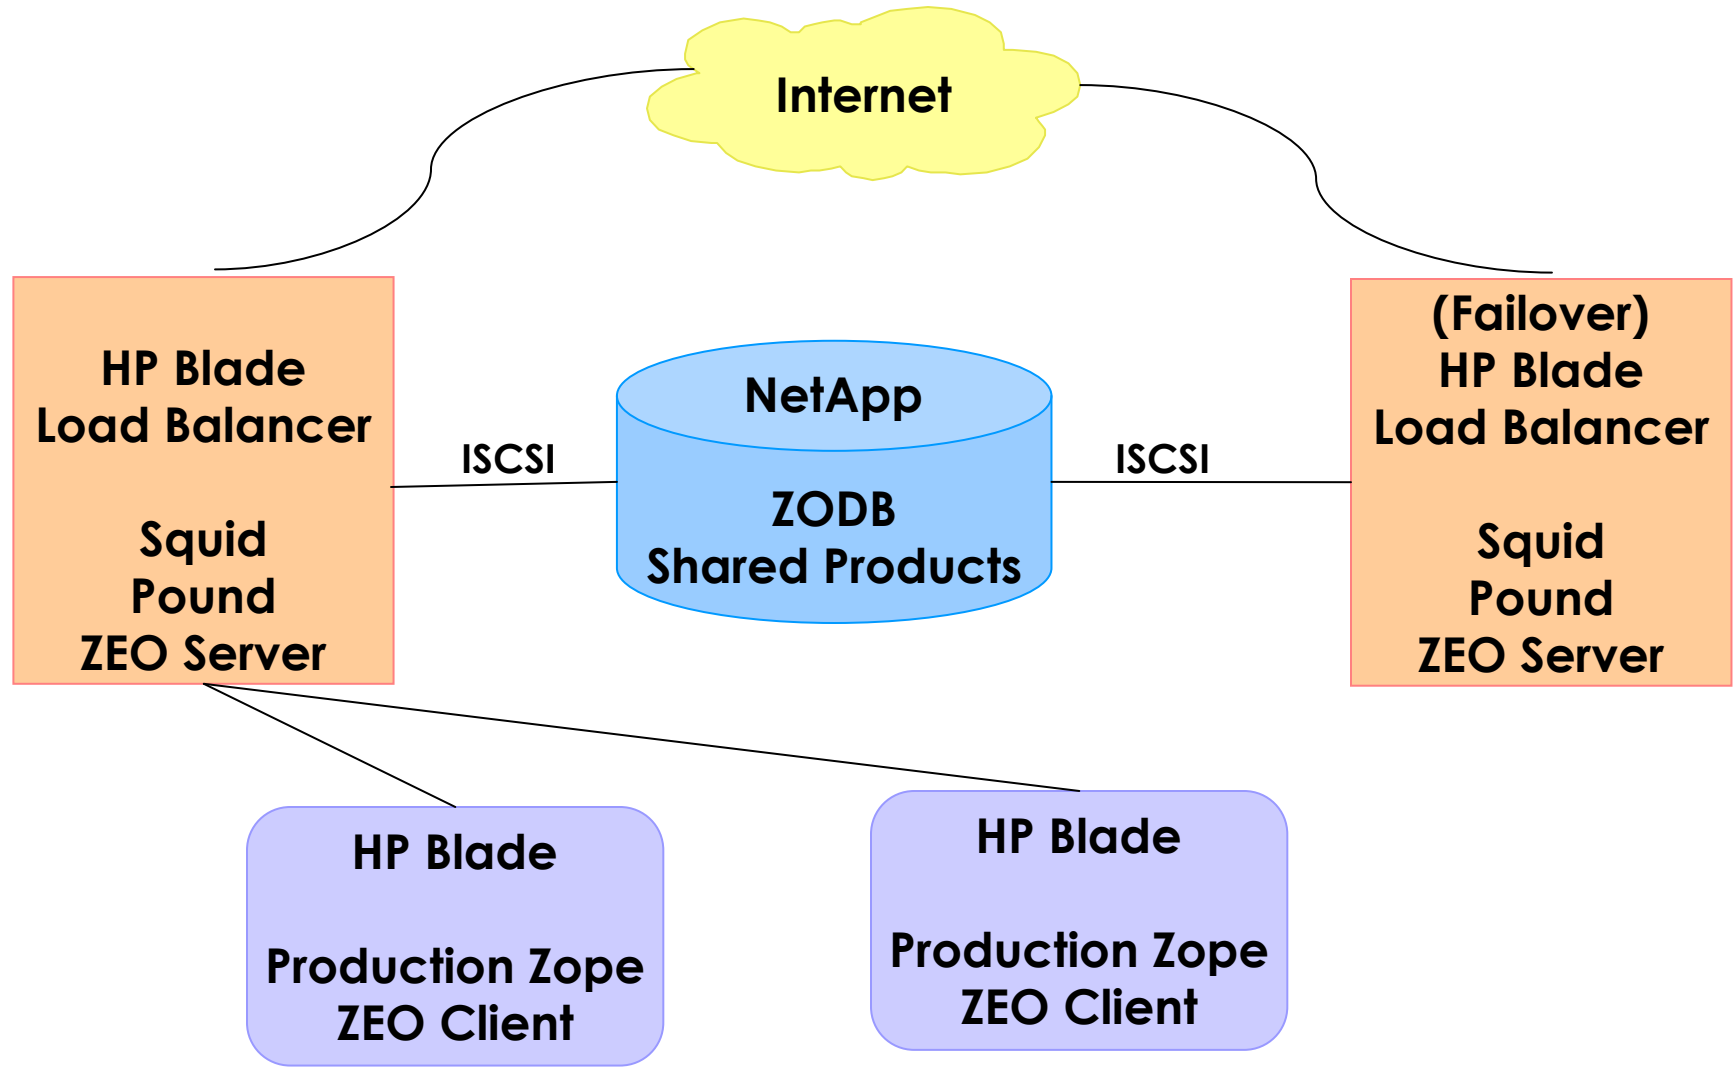 Internet
HP Blade
Load Balancer
Squid
Pound
ZEO Server
ISCSI
NetApp
ZODB
Shared Products
ISCSI
(Failover)
HP Blade
Load Balancer
Squid
Pound
ZEO Server
HP Blade
Production Zope
ZEO Client
HP Blade
Production Zope
ZEO Client